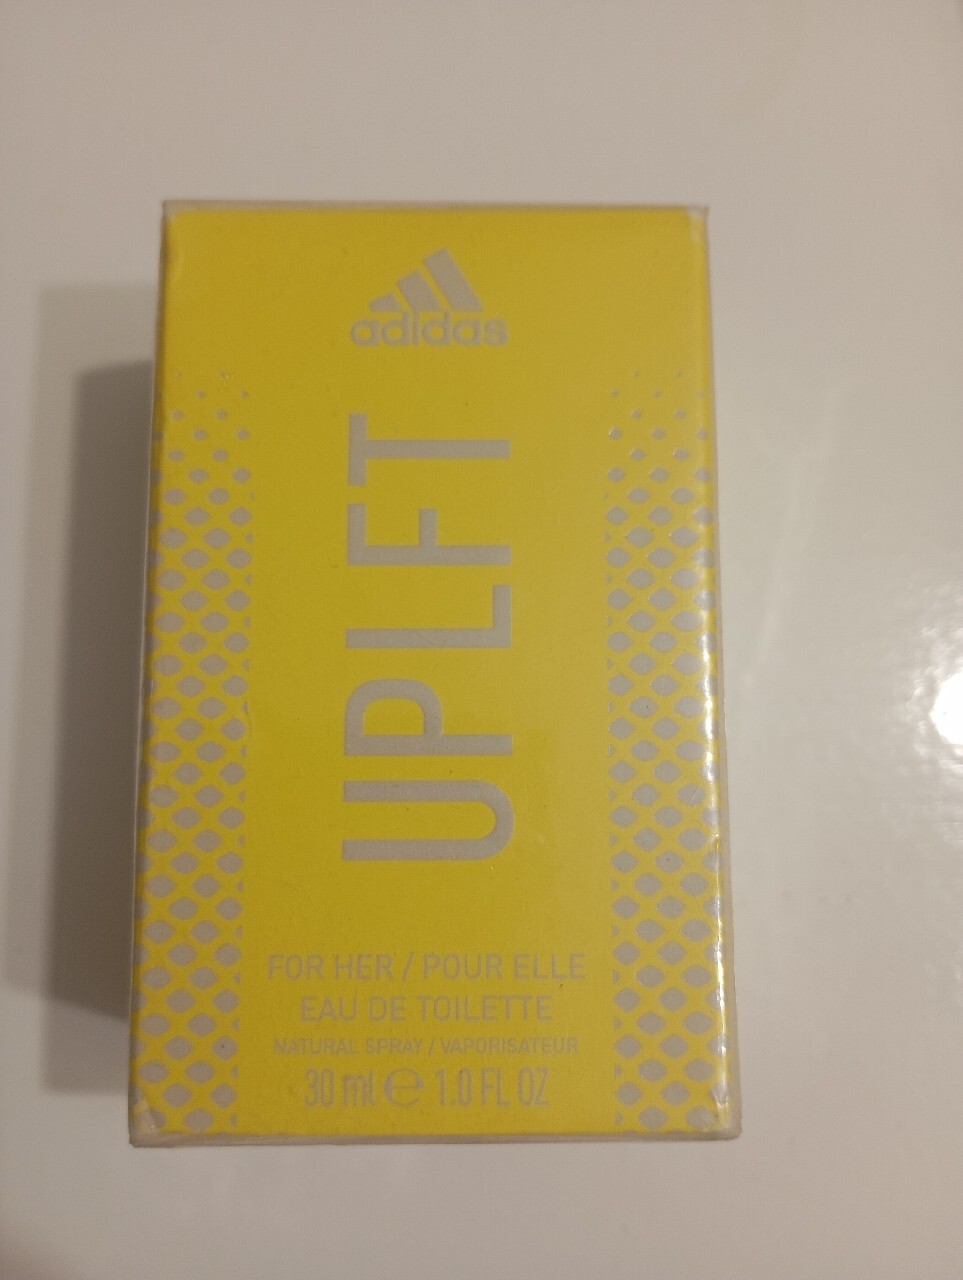 adidas
UPLFT
FOR HER / POUR ELLE
EAU DE TOILETTE
NATURAL SPRAY / VAPORISATEUR
30 ml ℮ 1.0 FL OZ